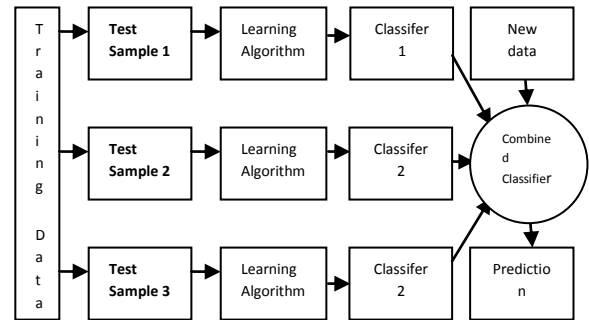 T
r
a
i
n
i
n
g
D
a
t
a
Test
Sample 1
Learning
Algorithm
Classifer
1
New
data
Test
Sample 2
Learning
Algorithm
Classifer
2
Combine
d
Classifier
Test
Sample 3
Learning
Algorithm
Classifer
2
Predictio
n